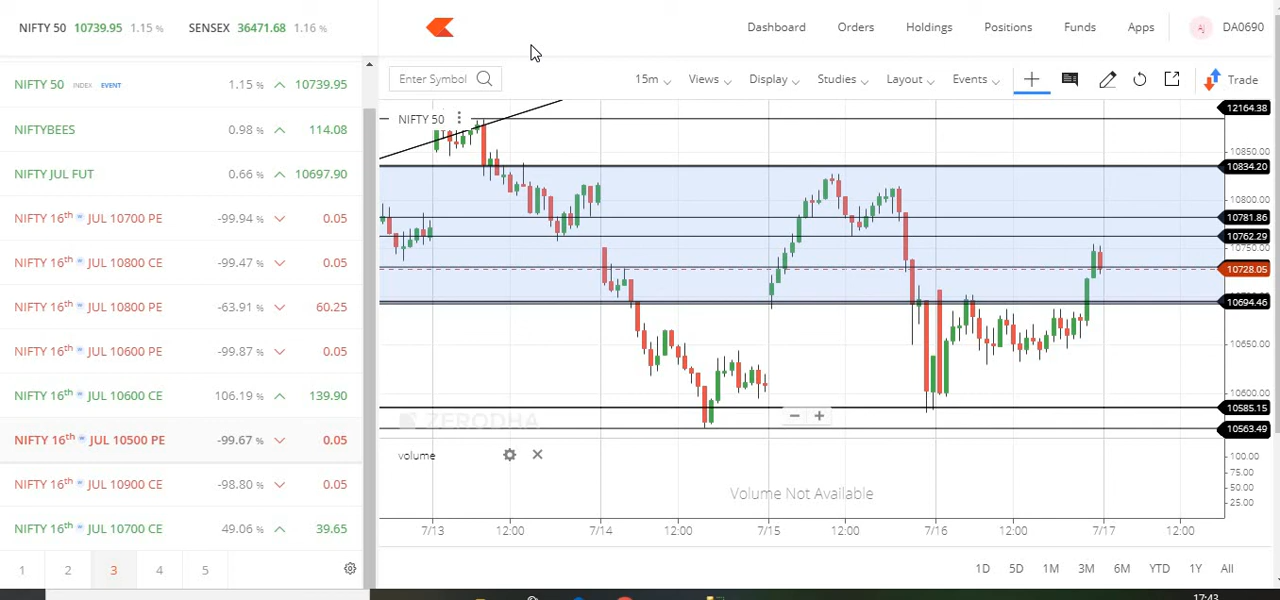 NIFTY 50 10739.95 1.15 % SENSEX 36471.68 1.16 %
Dashboard Orders Holdings Positions Funds Apps AJ DA0690
NIFTY 50 INDEX EVENT 1.15 % 10739.95
NIFTYBEES 0.98 % 114.08
NIFTY JUL FUT 0.66 % 10697.90
NIFTY 16th w JUL 10700 PE -99.94 % 0.05
NIFTY 16th w JUL 10800 CE -99.47 % 0.05
NIFTY 16th w JUL 10800 PE -63.91 % 60.25
NIFTY 16th w JUL 10600 PE -99.87 % 0.05
NIFTY 16th w JUL 10600 CE 106.19 % 139.90
NIFTY 16th w JUL 10500 PE -99.67 % 0.05
NIFTY 16th w JUL 10900 CE -98.80 % 0.05
NIFTY 16th w JUL 10700 CE 49.06 % 39.65
1 2 3 4 5
Enter Symbol 15m Views Display Studies Layout Events Trade
NIFTY 50
12164.38
10850.00
10834.20
10800.00
10781.86
10762.29
10750.00
10728.05
10694.46
10650.00
10600.00
10585.15
10563.49
ZERODHA
volume
Volume Not Available
100.00
75.00
50.00
25.00
7/13 12:00 7/14 12:00 7/15 12:00 7/16 12:00 7/17 12:00
1D 5D 1M 3M 6M YTD 1Y All
17:43